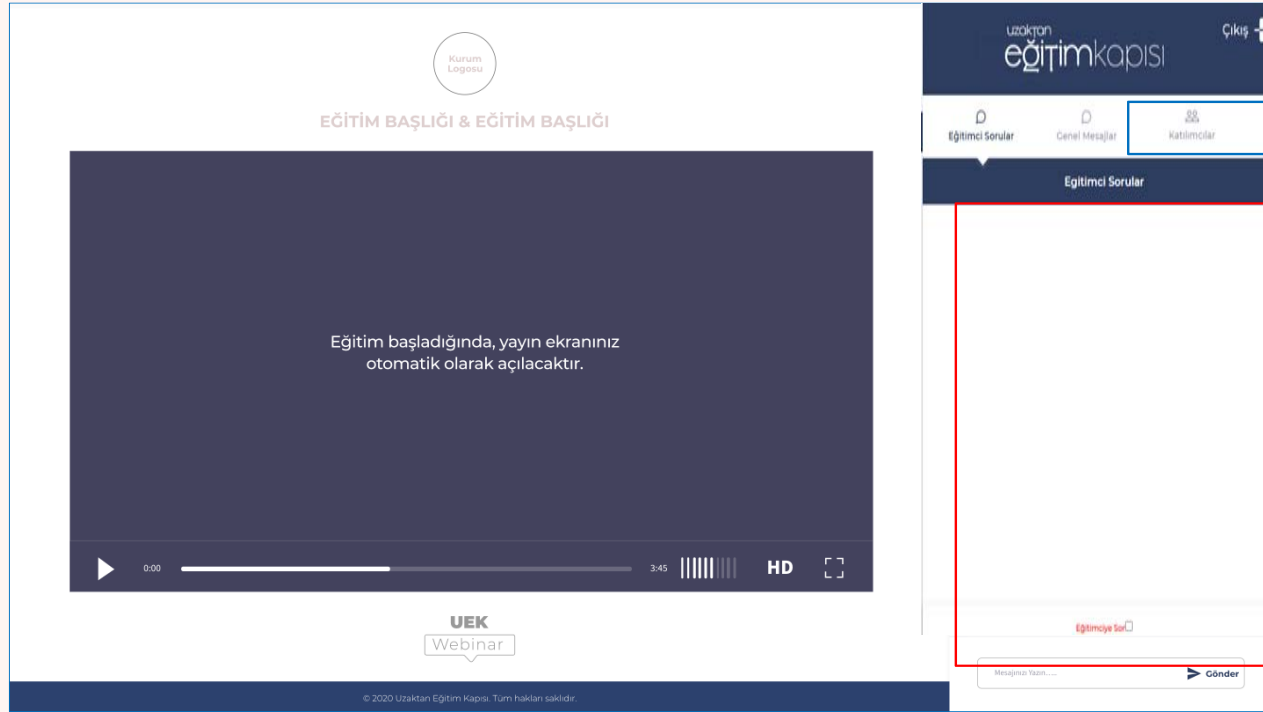 Kurum
Logosu
EĞİTİM BAŞLIĞI & EĞİTİM BAŞLIĞI
Eğitim başladığında, yayın ekranınız
otomatik olarak açılacaktır.
0:00
3:45
HD
UEK
Webinar
© 2020 Uzaktan Eğitim Kapısı. Tüm hakları saklıdır.
uzaktan
eğitimkapısı
Çıkış
Eğitimci Sorular
Genel Mesajlar
Katılımcılar
Egitimci Sorular
Eğitimciye Sor
Mesajınızı Yazın......
Gönder